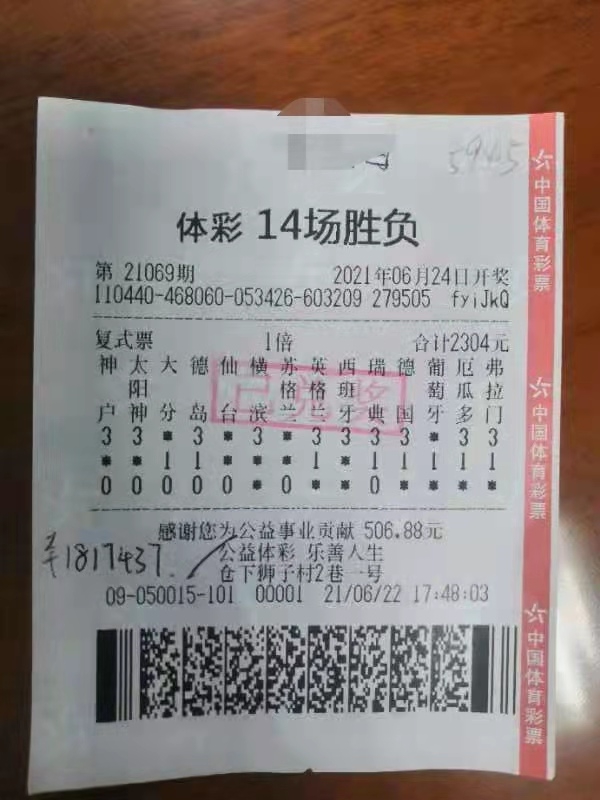 5945
体彩 14场胜负
第 21069期 2021年06月24日开奖
110440-468060-053426-603209 279505 fyiJkQ
复式票 1倍 合计2304元
已兑奖
神 太 大 德 仙 横 苏 英 西 瑞 德 葡 厄 弗
阳 格 格 班 萄 瓜 拉
户 神 分 岛 台 滨 兰 兰 牙 典 国 牙 多 门
3 3 * 3 * 3 * 3 3 3 3 3 3 3
* * 1 1 * * * 1 * 1 * 1 1 1
0 0 0 0 0 * 0 * * 0 * * * *
感谢您为公益事业贡献 506.88元
¥1817437.
公益体彩 乐善人生
仓下狮子村2巷一号
09-050015-101 00001 21/06/22 17:48:03
中国体育彩票
中国体育彩票
中国体育彩票